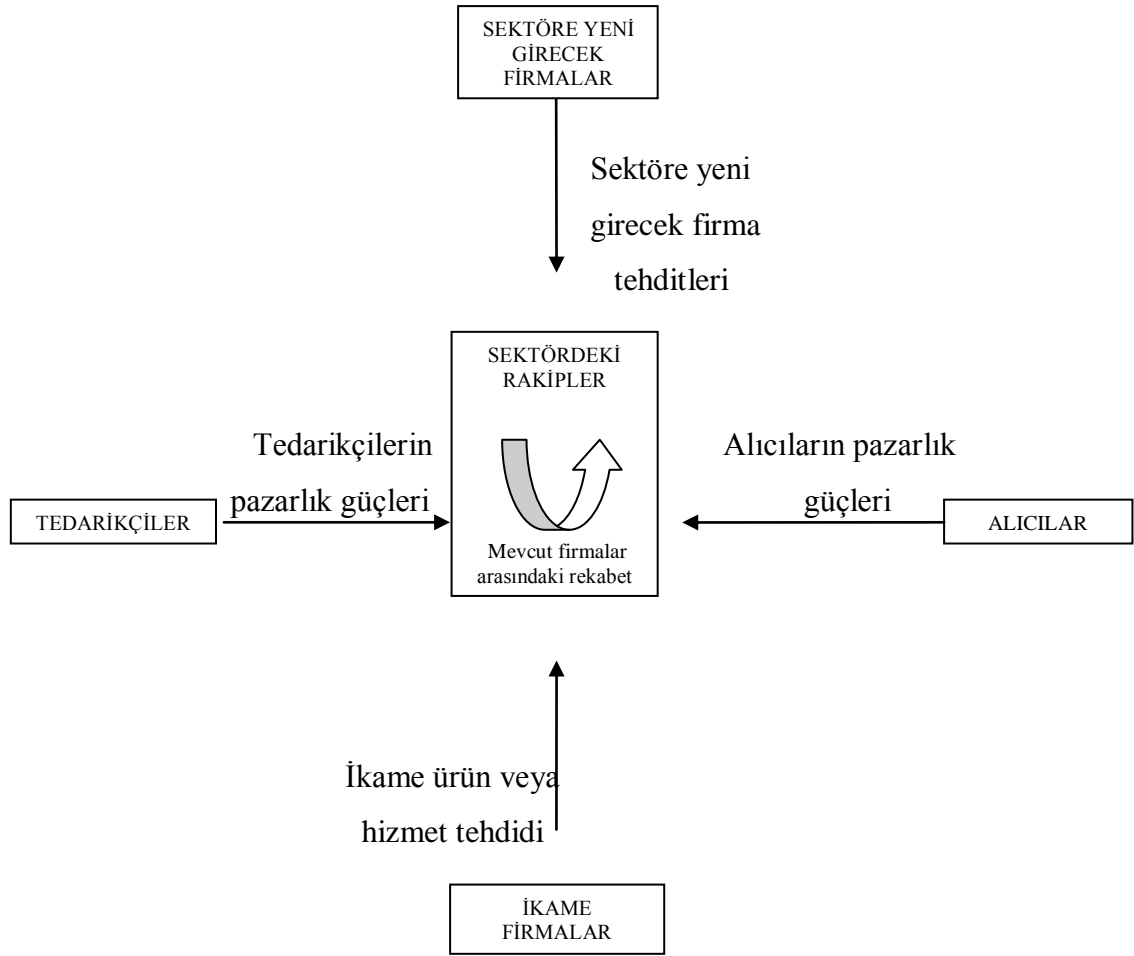 SEKTÖRE YENİ
GİRECEK
FİRMALAR
Sektöre yeni
girecek firma
tehditleri
SEKTÖRDEKİ
RAKİPLER
Tedarikçilerin
pazarlık güçleri
Alıcıların pazarlık
güçleri
TEDARİKÇİLER
ALICILAR
Mevcut firmalar
arasındaki rekabet
İkame ürün veya
hizmet tehdidi
İKAME
FİRMALAR